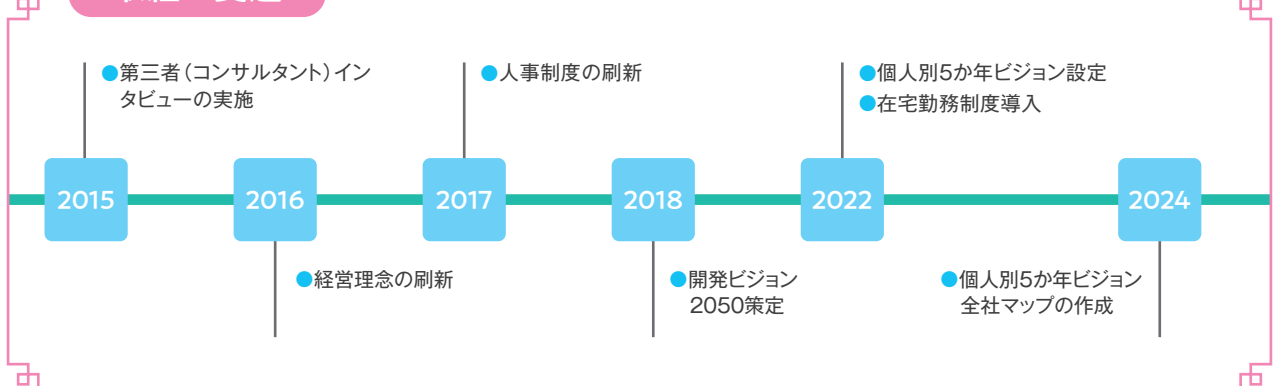 ●第三者（コンサルタント）イン
タビューの実施
●人事制度の刷新
●個人別5か年ビジョン設定
●在宅勤務制度導入
2015
2016
2017
2018
2022
2024
●経営理念の刷新
●開発ビジョン
2050策定
●個人別5か年ビジョン
全社マップの作成